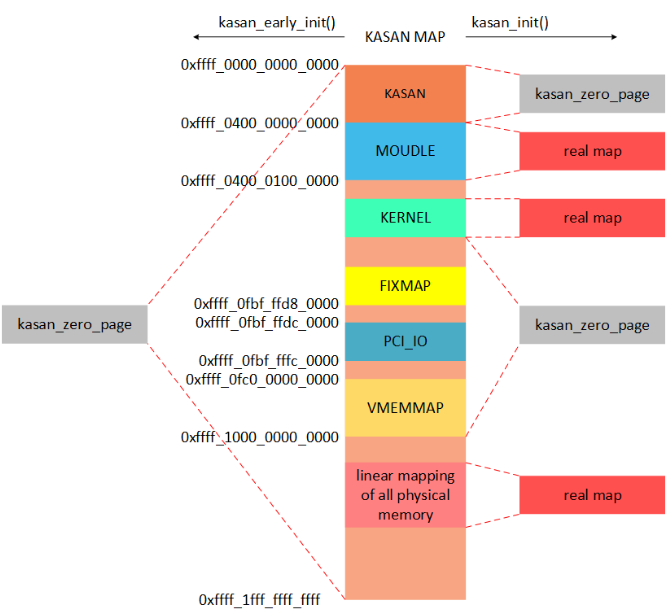 kasan_early_init()
kasan_init()
KASAN MAP
0xffff_0000_0000_0000
KASAN
kasan_zero_page
0xffff_0400_0000_0000
MOUDLE
real map
0xffff_0400_0100_0000
KERNEL
real map
FIXMAP
0xffff_0fbf_ffd8_0000
kasan_zero_page
0xffff_0fbf_ffdc_0000
PCI_IO
kasan_zero_page
0xffff_0fbf_fffc_0000
0xffff_0fc0_0000_0000
VMEMMAP
0xffff_1000_0000_0000
linear mapping
of all physical
memory
real map
0xffff_1fff_ffff_ffff